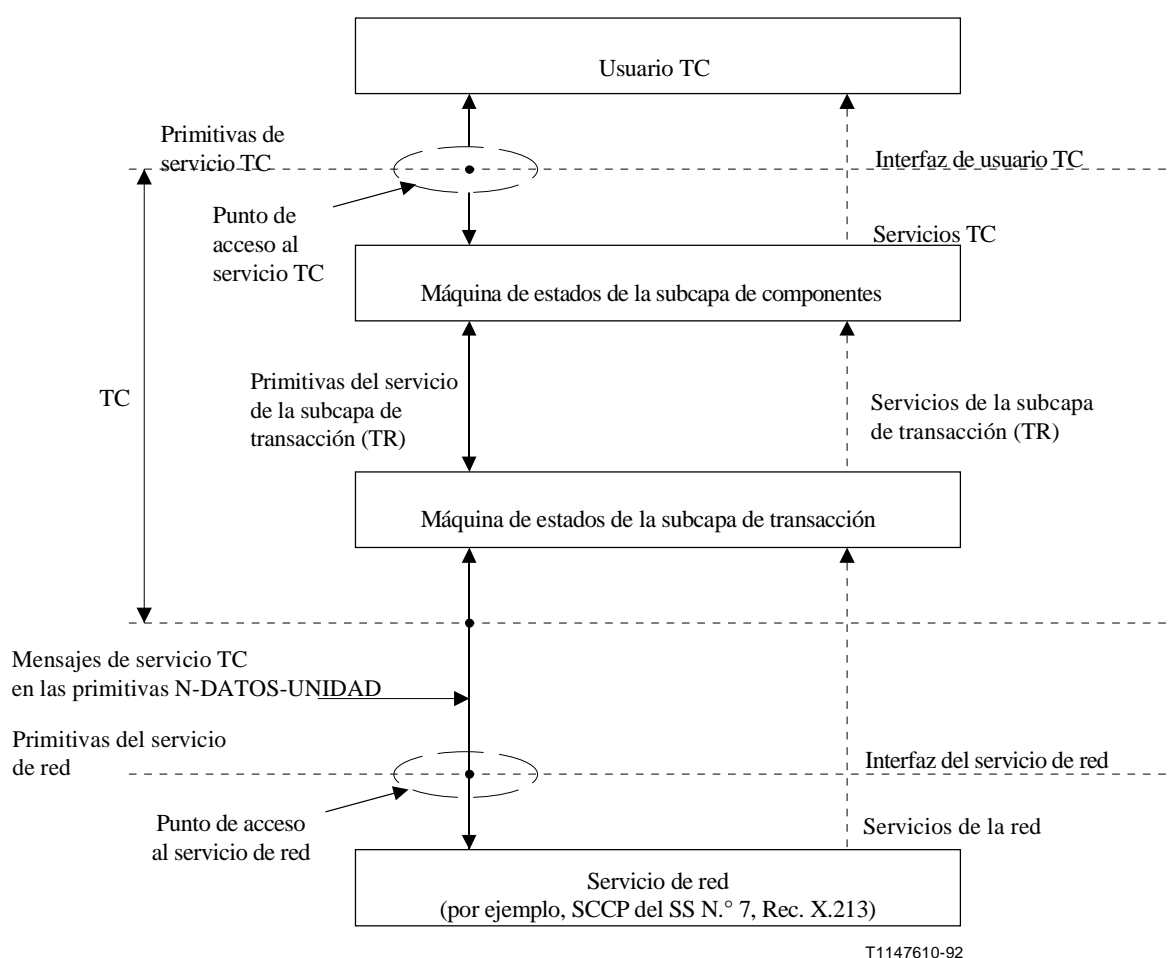 Usuario TC
Primitivas de
servicio TC
Interfaz de usuario TC
Punto de
acceso al
servicio TC
Servicios TC
Máquina de estados de la subcapa de componentes
TC
Primitivas del servicio
de la subcapa de
transacción (TR)
Servicios de la subcapa
de transacción (TR)
Máquina de estados de la subcapa de transacción
Mensajes de servicio TC
en las primitivas N-DATOS-UNIDAD
Primitivas del servicio
de red
Interfaz del servicio de red
Punto de acceso
al servicio de red
Servicios de la red
Servicio de red
(por ejemplo, SCCP del SS N.° 7, Rec. X.213)
T1147610-92